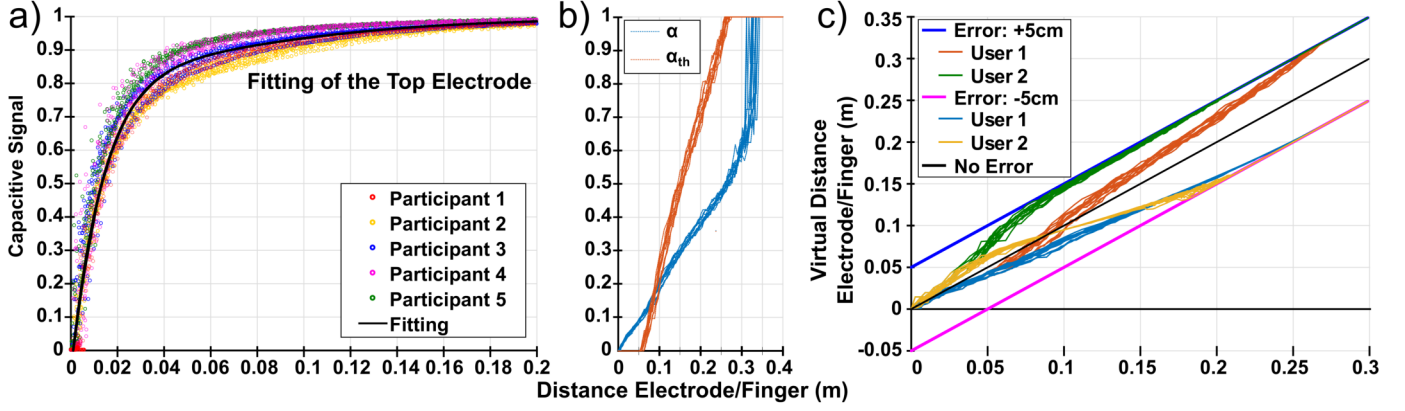 a)
Capacitive Signal
1
0.9
0.8
0.7
0.6
0.5
0.4
0.3
0.2
0.1
0
Fitting of the Top Electrode
Participant 1
Participant 2
Participant 3
Participant 4
Participant 5
Fitting
0 0.02 0.04 0.06 0.08 0.1 0.12 0.14 0.16 0.18 0.2
b)
α
αth
1
0.9
0.8
0.7
0.6
0.5
0.4
0.3
0.2
0.1
0
0 0.1 0.2 0.3 0.4
c)
Virtual Distance
Electrode/Finger (m)
0.35
0.3
0.25
0.2
0.15
0.1
0.05
0
-0.05
Error: +5cm
User 1
User 2
Error: -5cm
User 1
User 2
No Error
0 0.05 0.1 0.15 0.2 0.25 0.3
Distance Electrode/Finger (m)